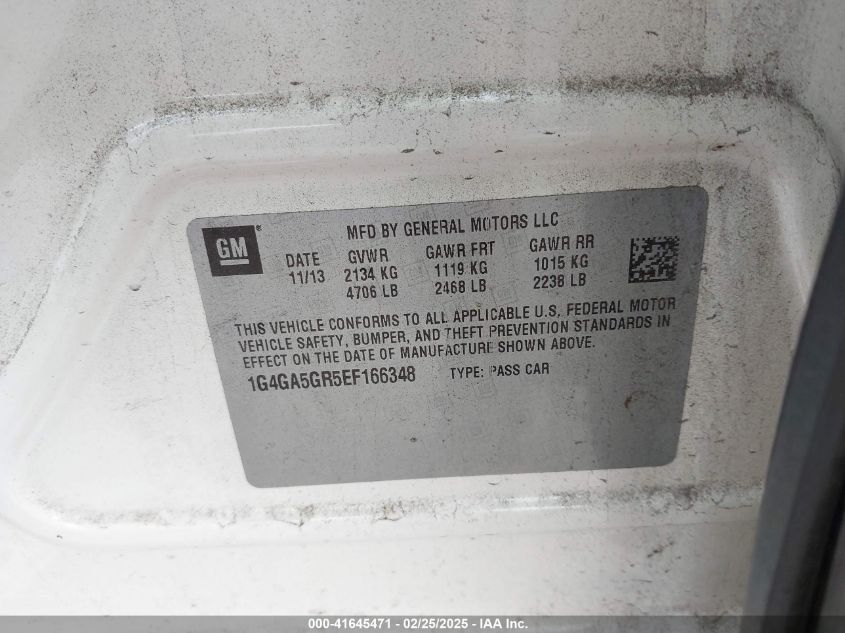 GM
MFD BY GENERAL MOTORS LLC
DATE GVWR GAWR FRT GAWR RR
11/13 2134 KG 1119 KG 1015 KG
4706 LB 2468 LB 2238 LB
THIS VEHICLE CONFORMS TO ALL APPLICABLE U.S. FEDERAL MOTOR
VEHICLE SAFETY, BUMPER, AND THEFT PREVENTION STANDARDS IN
EFFECT ON THE DATE OF MANUFACTURE SHOWN ABOVE.
1G4GA5GR5EF166348 TYPE: PASS CAR
000-41645471 - 02/25/2025 - IAA Inc.